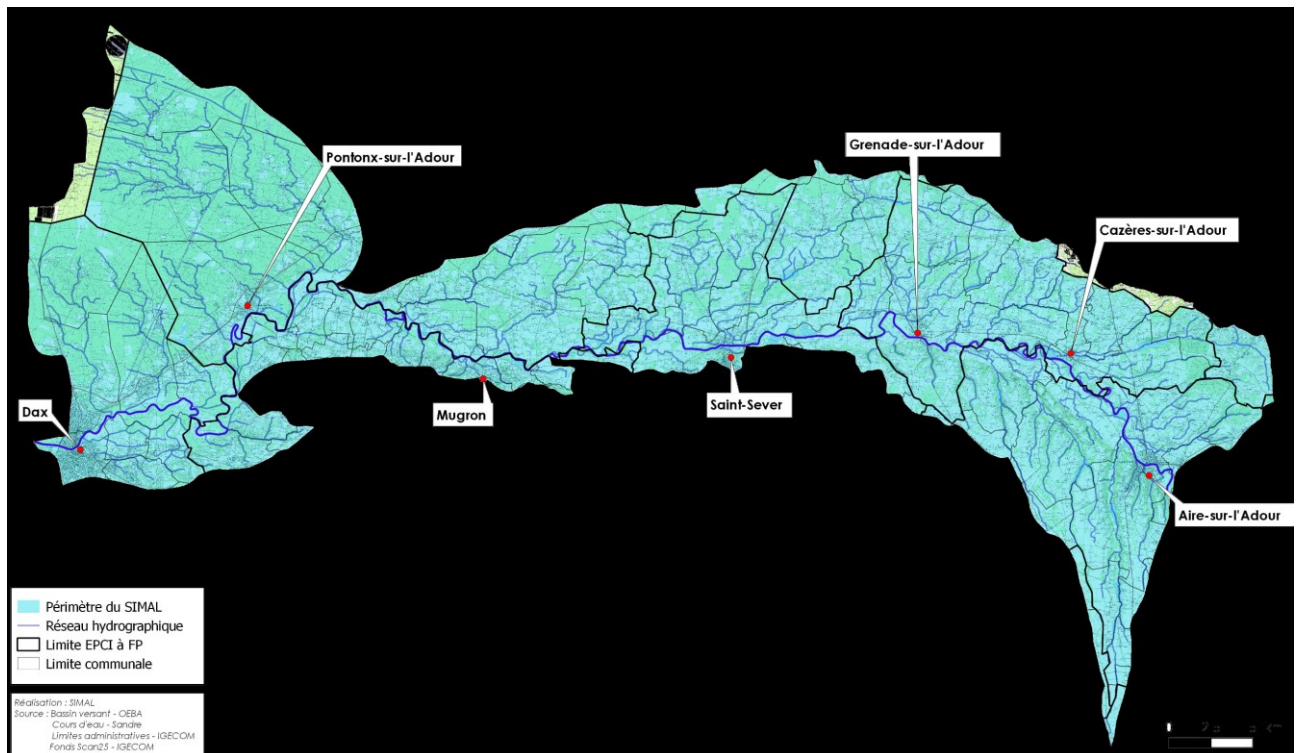 Pontonx-sur-l'Adour
Grenade-sur-l'Adour
Cazères-sur-l'Adour
Dax
Mugron
Saint-Sever
Aire-sur-l'Adour
Périmètre du SIMAL
Réseau hydrographique
Limite EPCI à FP
Limite communale
Réalisation : SIMAL
Source : Bassin versant - OEBA
Cours d'eau - Sandre
Limites administratives - IGECOM
Fonds Scan25 - IGECOM